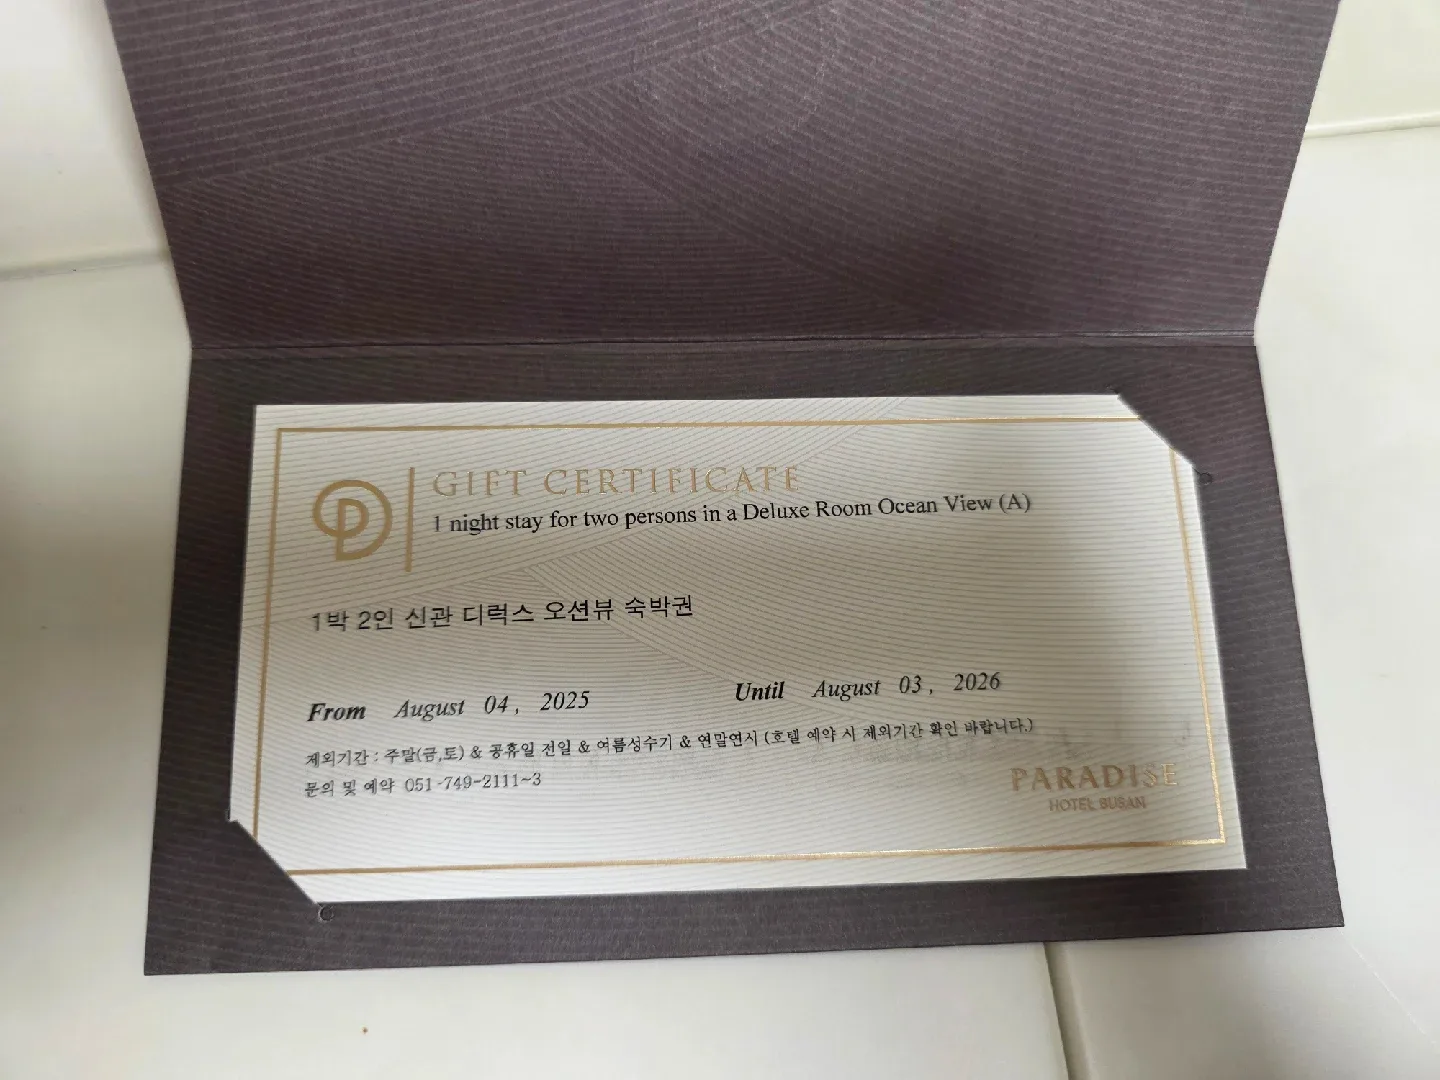 GIFT CERTIFICATE
1 night stay for two persons in a Deluxe Room Ocean View (A)
1박 2인 신관 디럭스 오션뷰 숙박권
From August 04, 2025 Until August 03, 2026
제외기간 : 주말(금,토) & 공휴일 전일 & 여름성수기 & 연말연시 (호텔 예약 시 제외기간 확인 바랍니다.)
문의 및 예약 051-749-2111~3
PARADISE
HOTEL BUSAN